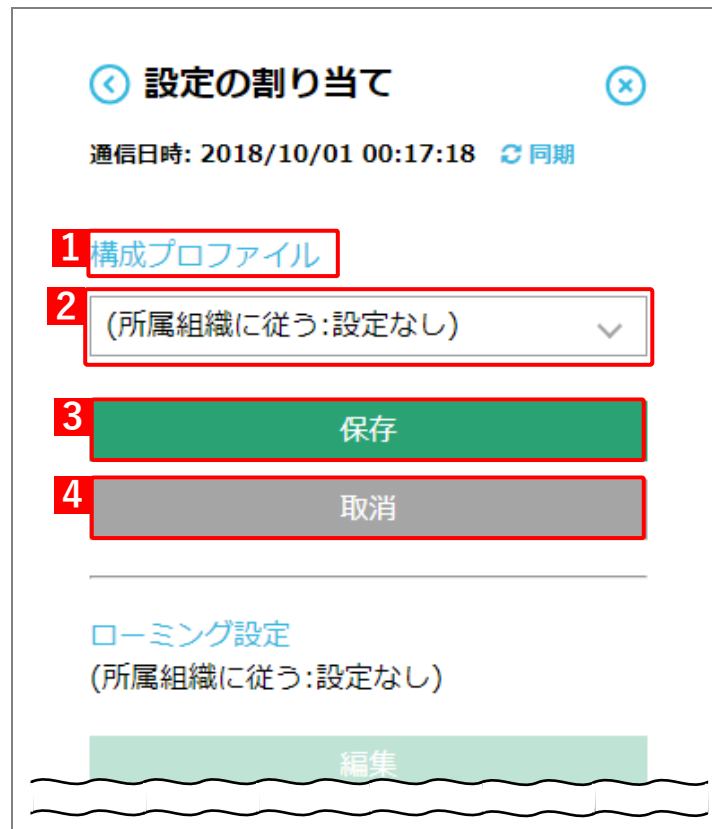 設定の割り当て
通信日時: 2018/10/01 00:17:18 同期
1 構成プロファイル
2 (所属組織に従う:設定なし)
3 保存
4 取消
ローミング設定
(所属組織に従う:設定なし)
編集